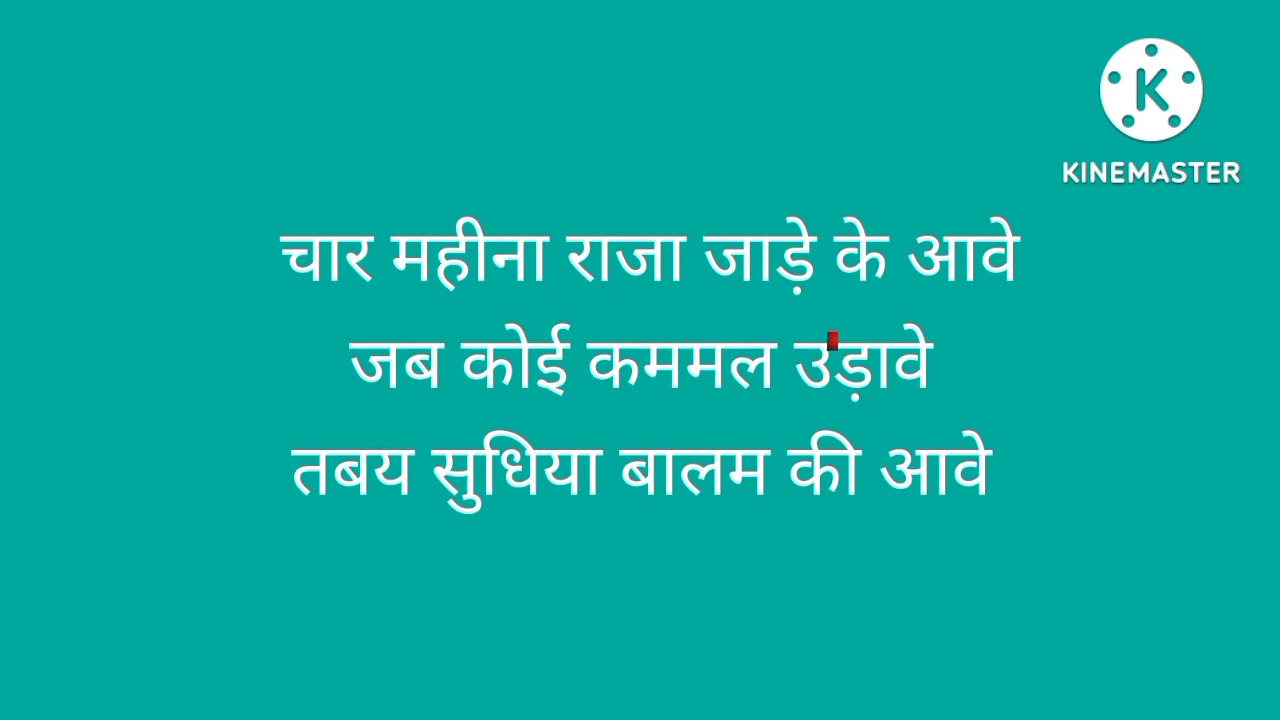 KINEMASTER
चार महीना राजा जाड़े के आवे
जब कोई कममल उड़ावे
तबय सुधिया बालम की आवे